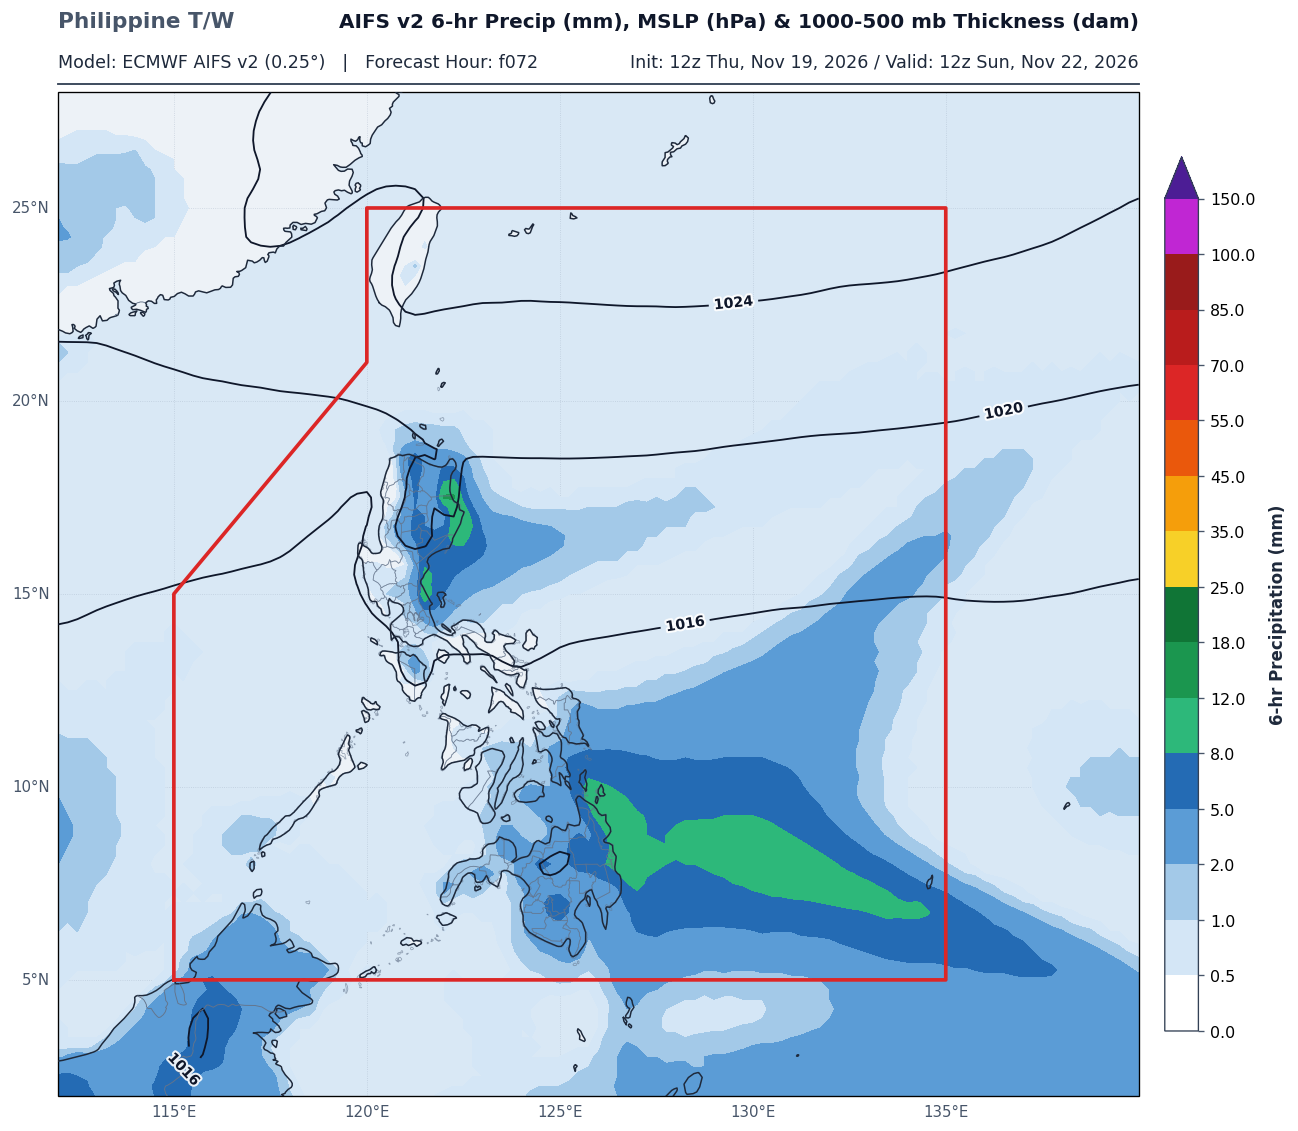 Philippine T/W
AIFS v2 6-hr Precip (mm), MSLP (hPa) & 1000-500 mb Thickness (dam)
Model: ECMWF AIFS v2 (0.25°) | Forecast Hour: f072
Init: 12z Thu, Nov 19, 2026 / Valid: 12z Sun, Nov 22, 2026
25°N
20°N
15°N
10°N
5°N
1024
1020
1016
1016
115°E
120°E
125°E
130°E
135°E
150.0
100.0
85.0
70.0
55.0
45.0
35.0
25.0
18.0
12.0
8.0
5.0
2.0
1.0
0.5
0.0
6-hr Precipitation (mm)